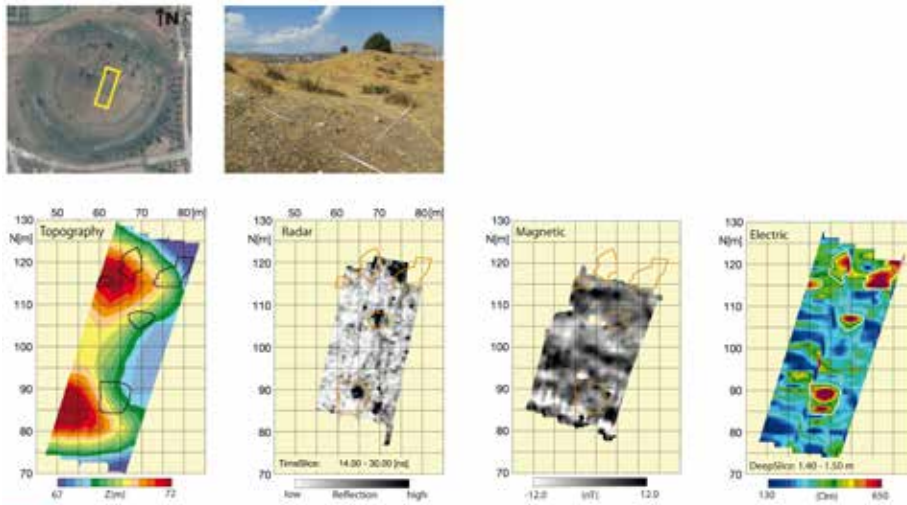 N
50 60 70 80 [m]
130
N[m]
120
110
100
90
80
70
Topography
67 Z(m) 72
50 60 70 80 [m]
130
N[m]
120
110
100
90
80
70
Radar
TimeSlice: 14.00 - 30.00 [ns]
low Reflection high
130
N[m]
120
110
100
90
80
70
Magnetic
-12.0 (nT) 12.0
130
N[m]
120
110
100
90
80
70
Electric
DeepSlice: 1.40 - 1.50 m
130 (Ωm) 650